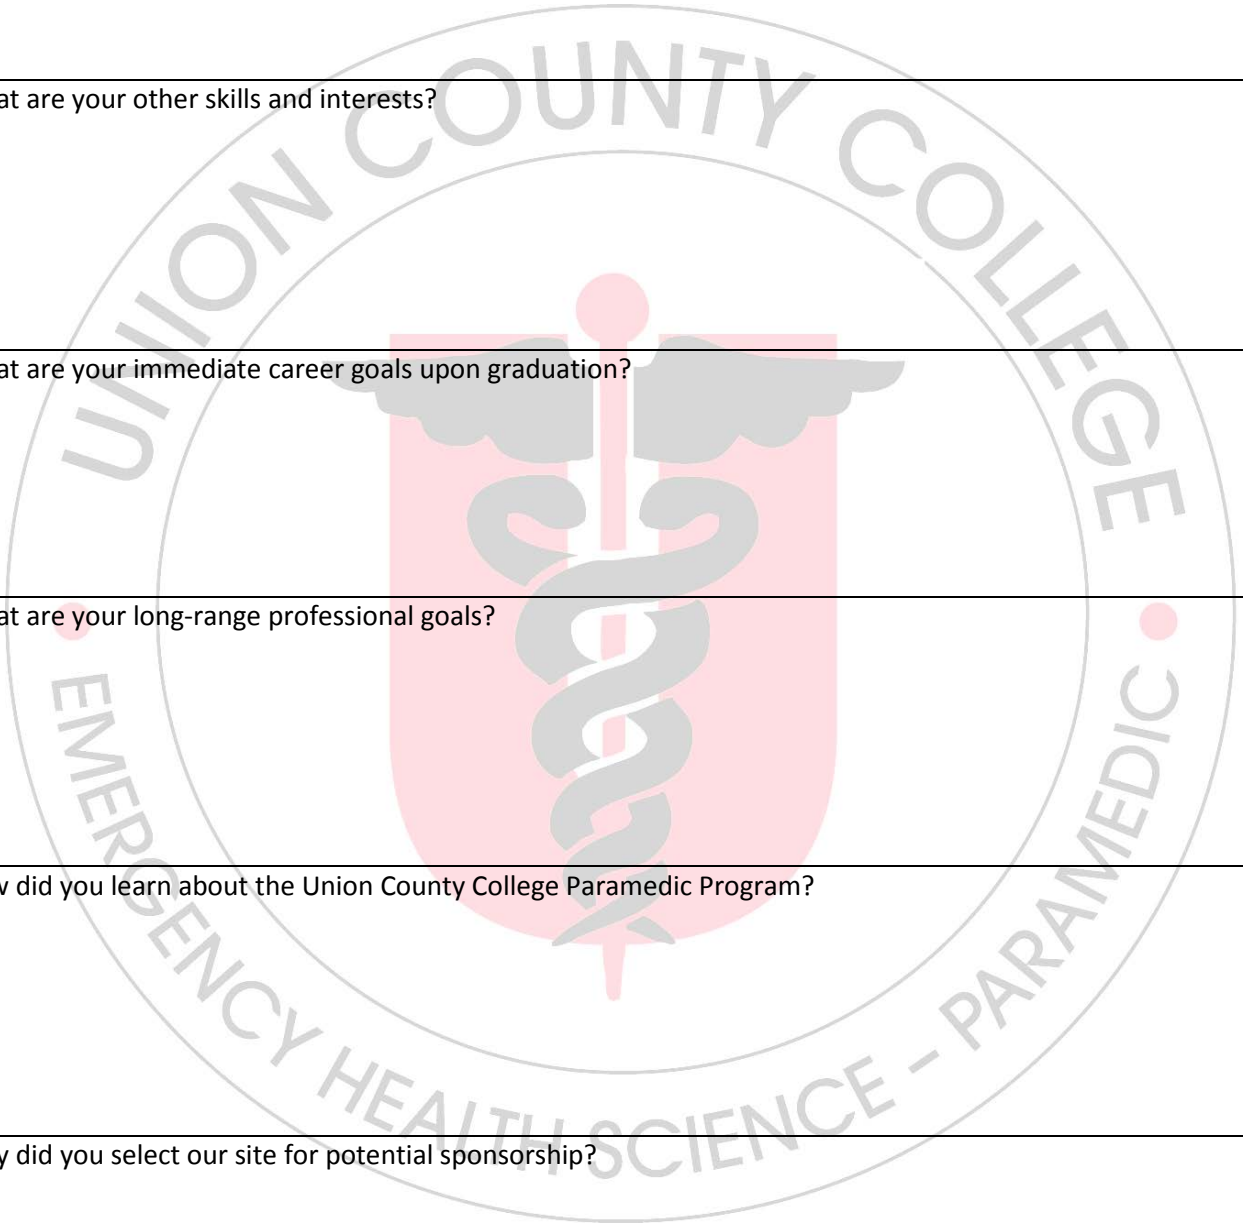 UNION COUNTY COLLEGE
at are your other skills and interests?
at are your immediate career goals upon graduation?
at are your long-range professional goals?
w did you learn about the Union County College Paramedic Program?
y did you select our site for potential sponsorship?
EMERGENCY HEALTH SCIENCE - PARAMEDIC